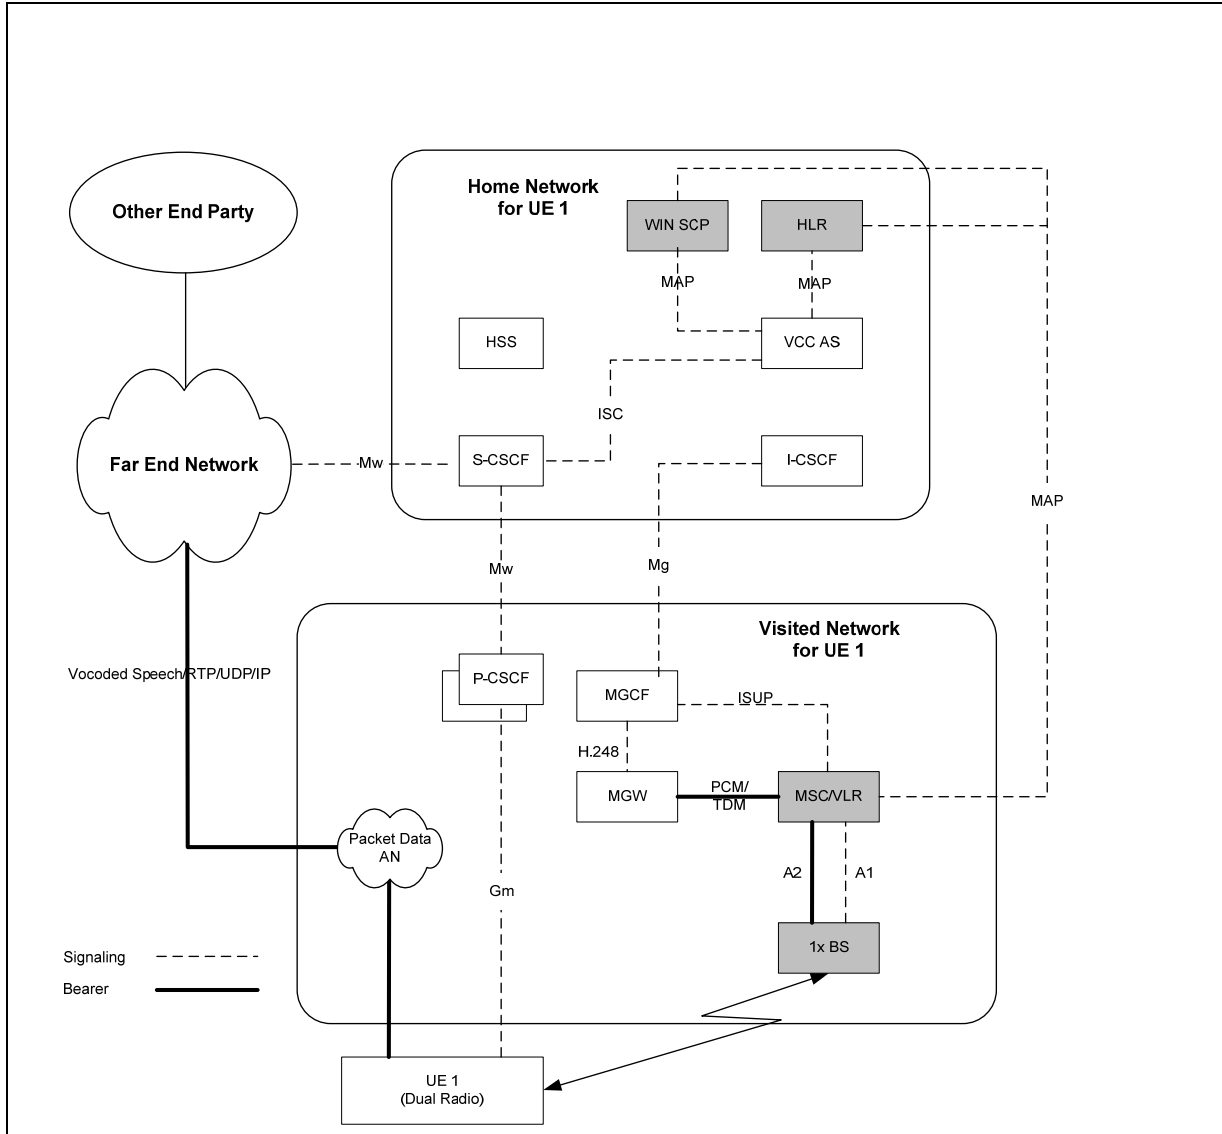 Home Network
for UE 1
Other End Party
WIN SCP
HLR
MAP
MAP
HSS
VCC AS
ISC
Far End Network
Mw
S-CSCF
I-CSCF
MAP
Mw
Mg
Visited Network
for UE 1
Vocoded Speech/RTP/UDP/IP
P-CSCF
MGCF
ISUP
H.248
MGW
PCM/
TDM
MSC/VLR
Packet Data
AN
A2
A1
Gm
1x BS
Signaling
Bearer
UE 1
(Dual Radio)